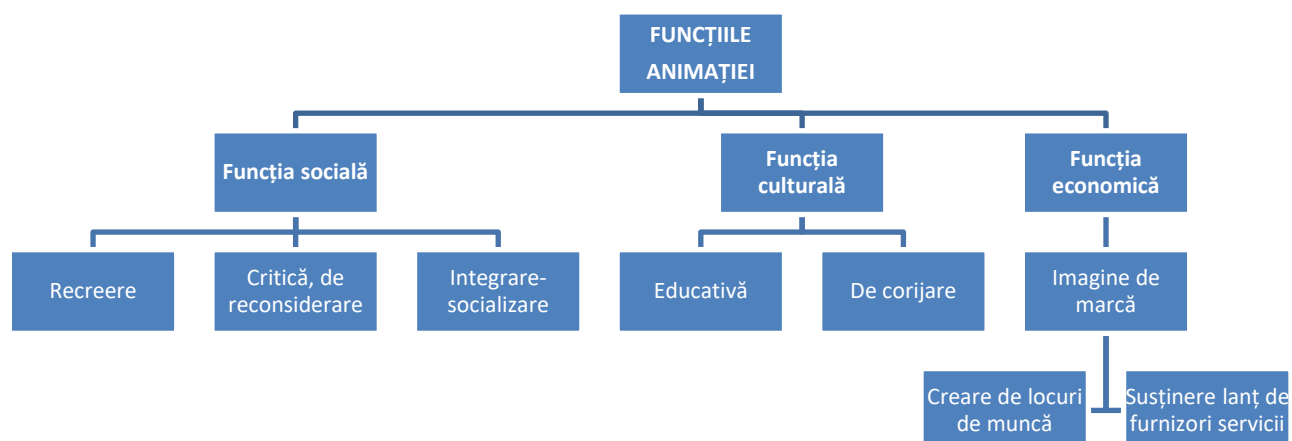 FUNCȚIILE
ANIMAȚIEI
Funcția socială
Funcția
culturală
Funcția
economică
Recreere
Critică, de
reconsiderare
Integrare-
socializare
Educativă
De corijare
Imagine de
marcă
Creare de locuri
de muncă
Susținere lanț de
furnizori servicii